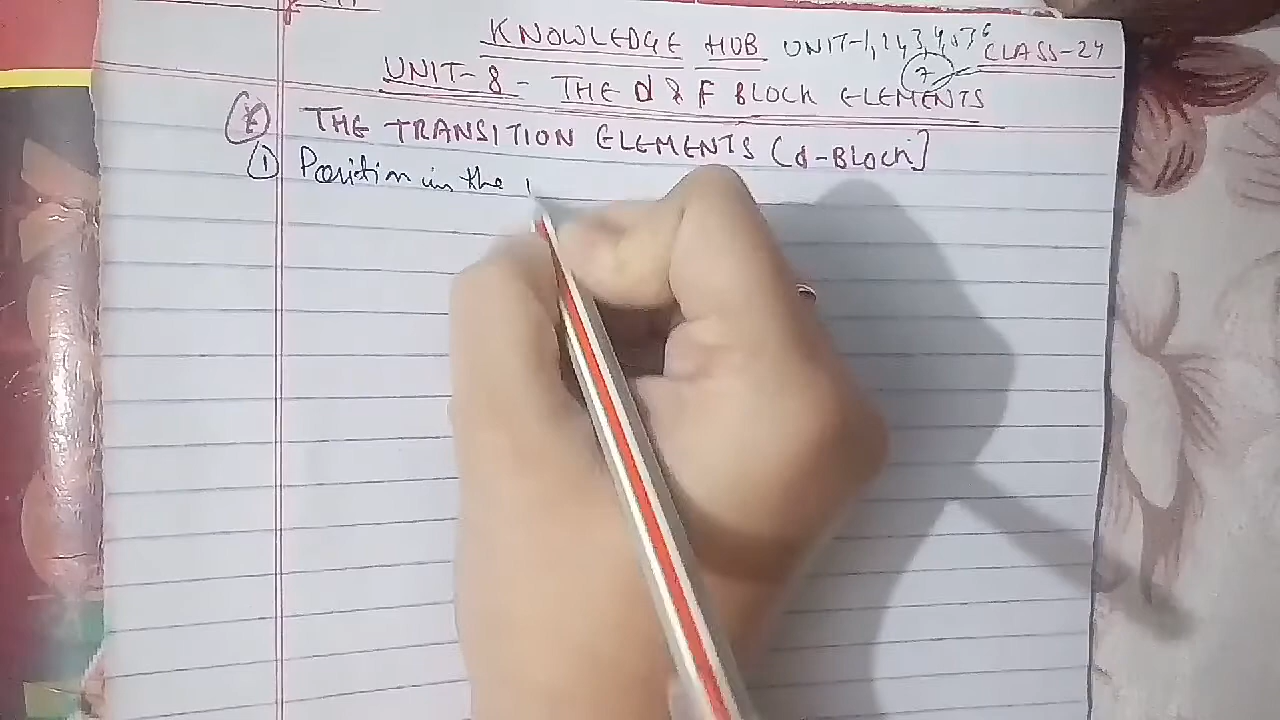 KNOWLEDGE HUB UNIT-1,2,3,4,5,6 CLASS-24
7
UNIT-8 - THE d & F BLOCK ELEMENTS
THE TRANSITION ELEMENTS (d-BLOCK]
① Position in the